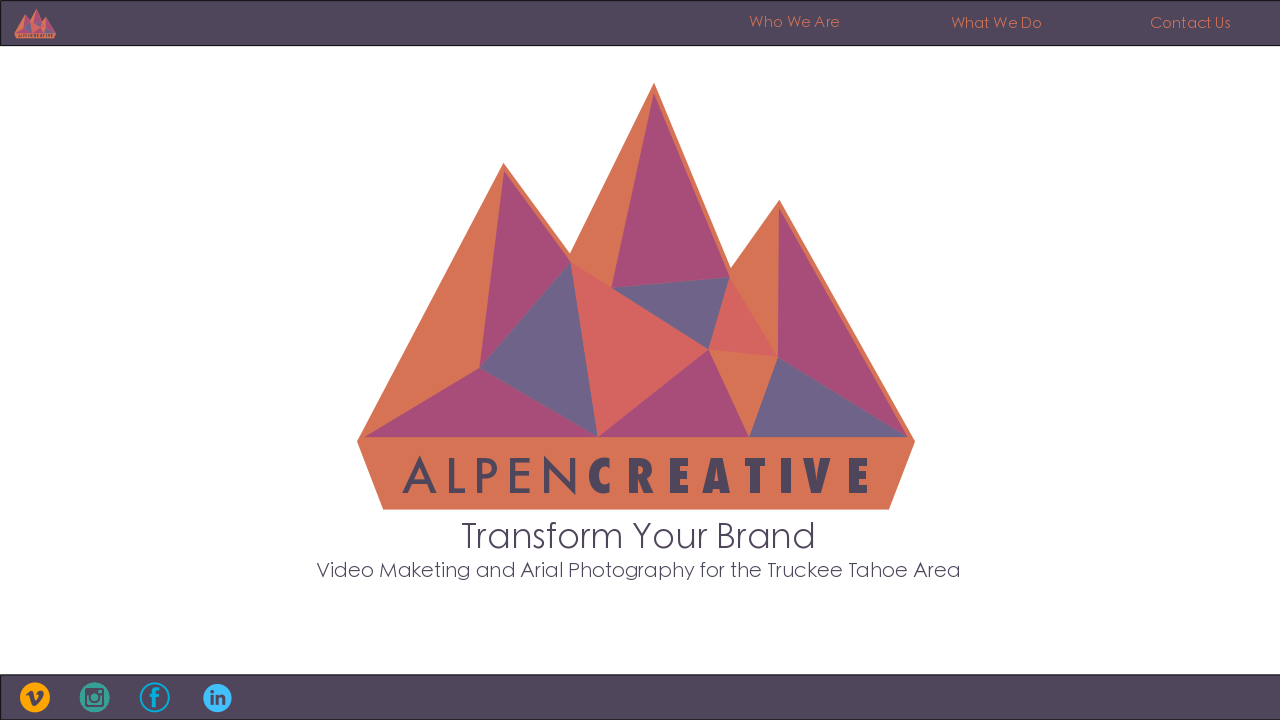 Who We Are
What We Do
Contact Us
ALPENCREATIVE
Transform Your Brand
Video Maketing and Arial Photography for the Truckee Tahoe Area
in